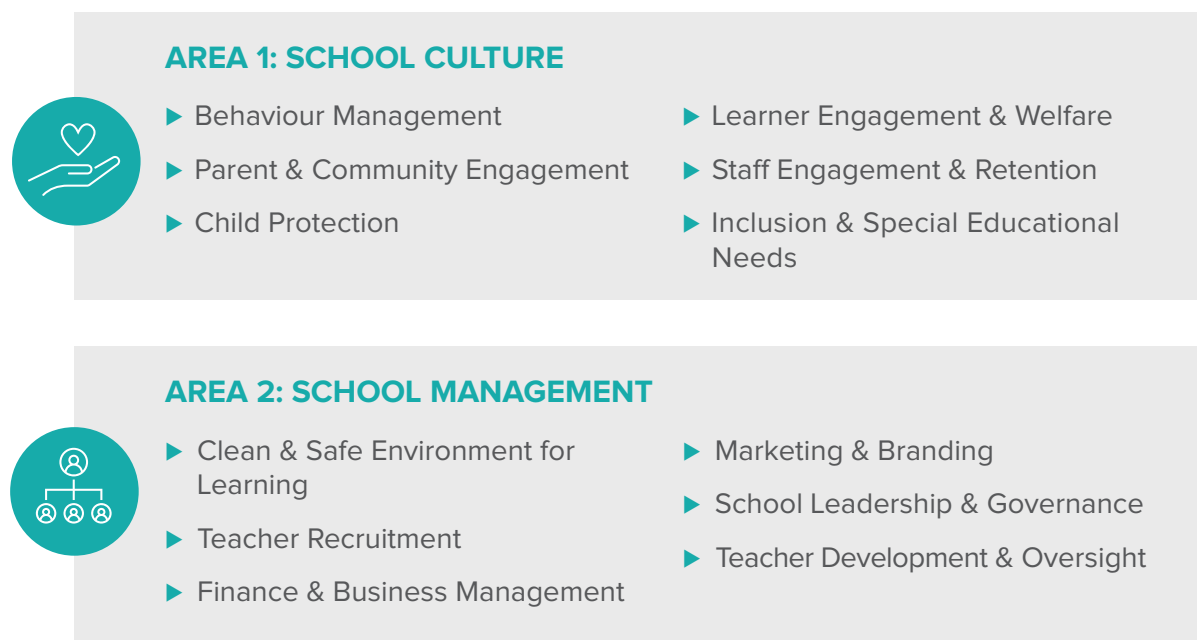 AREA 1: SCHOOL CULTURE
Behaviour Management
Parent & Community Engagement
Child Protection
Learner Engagement & Welfare
Staff Engagement & Retention
Inclusion & Special Educational
Needs
AREA 2: SCHOOL MANAGEMENT
Clean & Safe Environment for
Learning
Teacher Recruitment
Finance & Business Management
Marketing & Branding
School Leadership & Governance
Teacher Development & Oversight